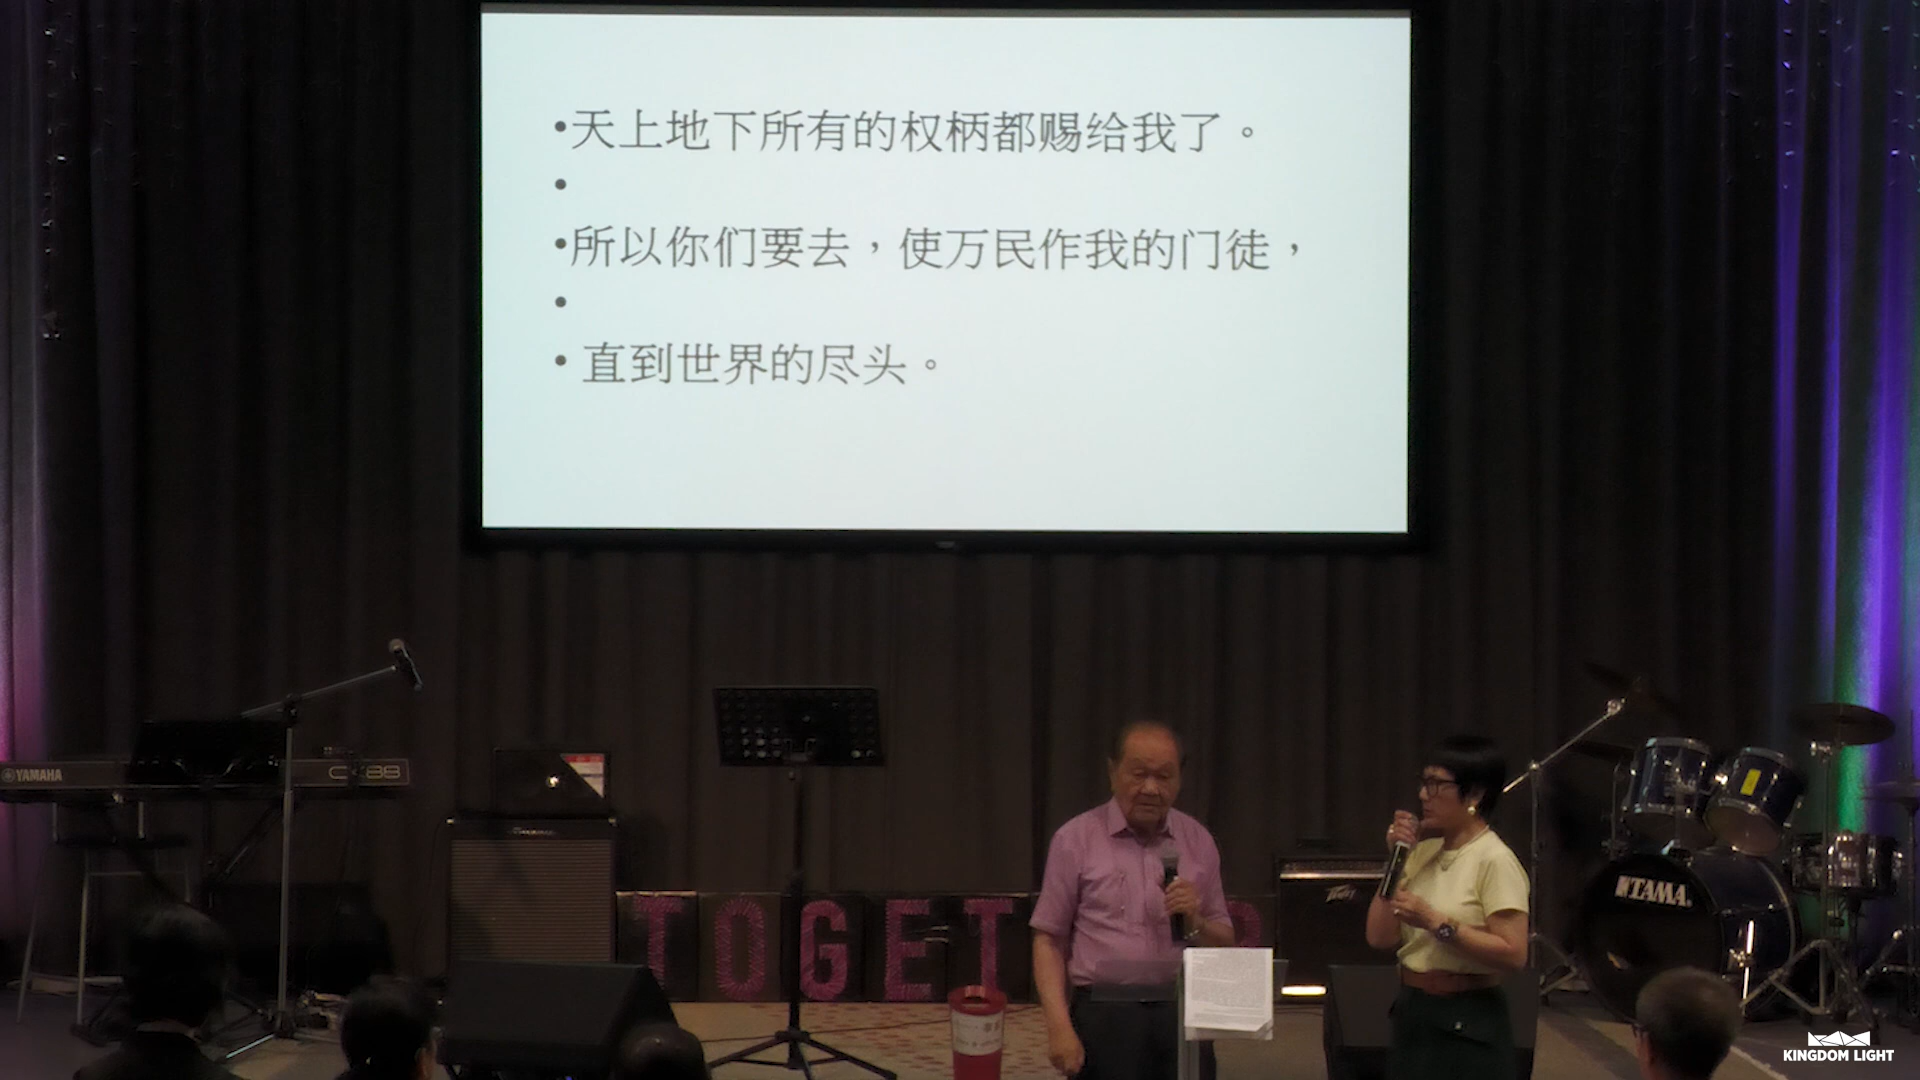 •天上地下所有的权柄都赐给我了。
•
•所以你们要去，使万民作我的门徒，
•
• 直到世界的尽头。
YAMAHA
CK88
TOGET
R
PEAVEY
TAMA
KINGDOM LIGHT